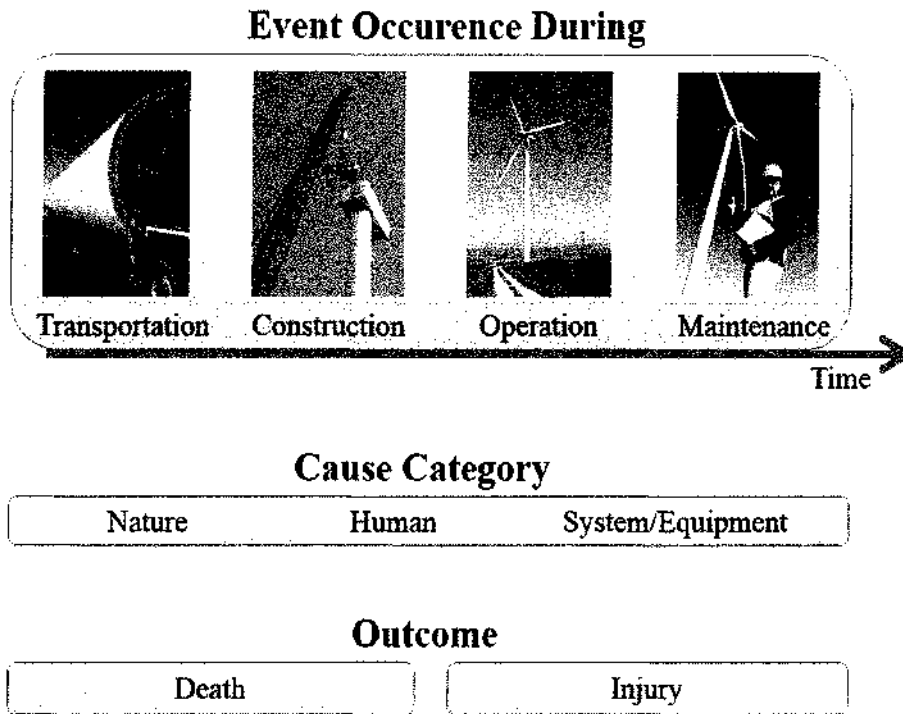 Event Occurence During
Transportation Construction Operation Maintenance
Time
Cause Category
Nature Human System/Equipment
Outcome
Death Injury